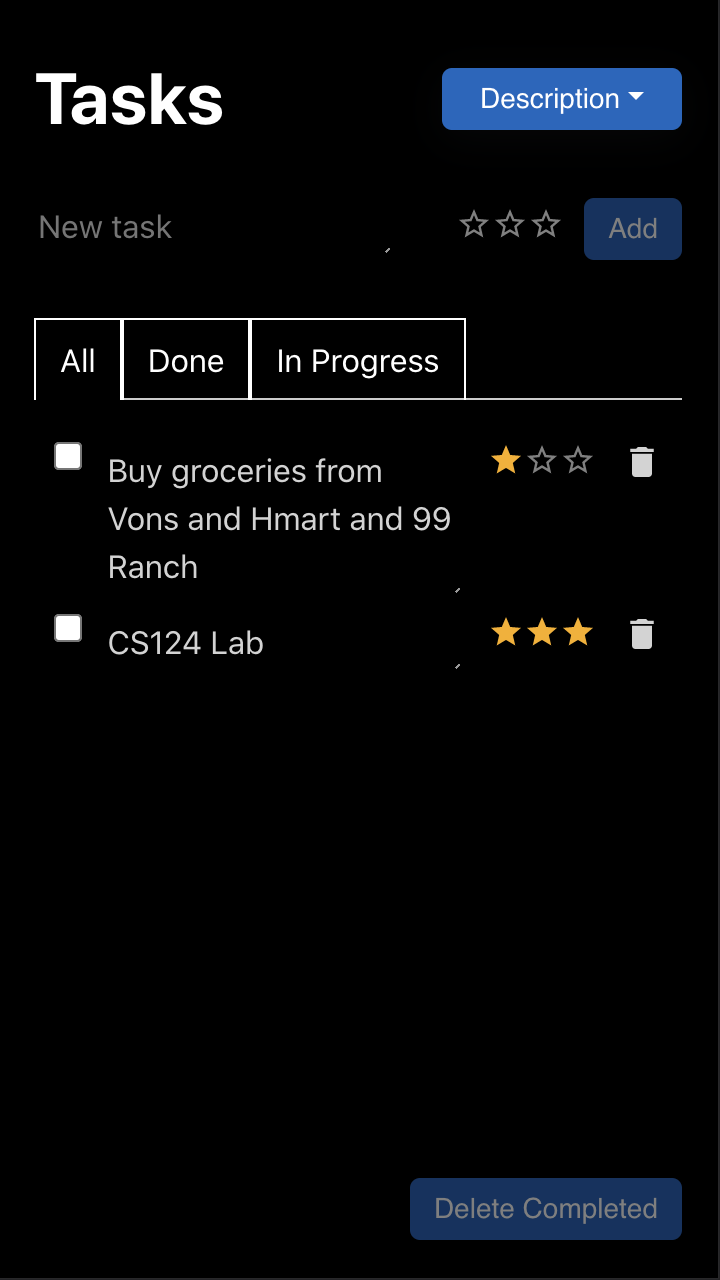 Tasks
Description
New task
Add
All
Done
In Progress
Buy groceries from
Vons and Hmart and 99
Ranch
CS124 Lab
Delete Completed